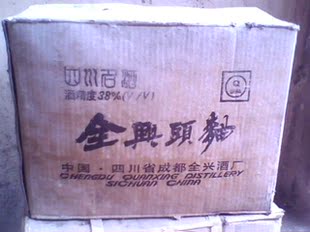 四川名酒
酒精度38%(V/V)
全興頭麯
中国·四川省成都全兴酒厂
CHENGDU QUANXING DISTILLERY
SICHUAN CHINA